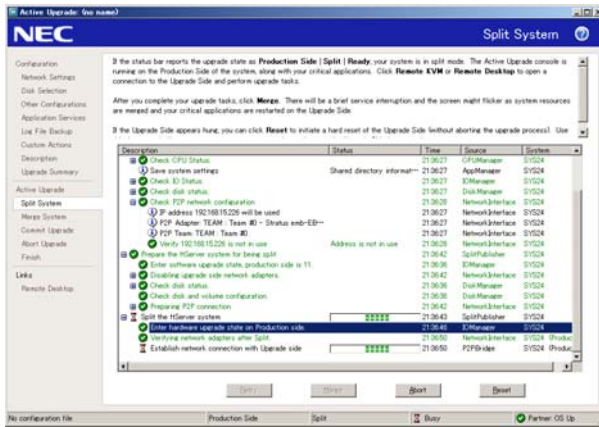 Active Upgrade: (no name)
NEC
Split System
Configuration
Network Settings
Disk Selection
Other Configurations
Application Services
Log File Backup
Custom Actions
Description
Upgrade Summary
Active Upgrade
Split System
Merge System
Commit Upgrade
Abort Upgrade
Finish
Links
Remote Desktop
If the status bar reports the upgrade state as Production Side | Split | Ready, your system is in split mode. The Active Upgrade console is
running on the Production Side of the system, along with your critical applications. Click Remote KVM or Remote Desktop to open a
connection to the Upgrade Side and perform upgrade tasks.
After you complete your upgrade tasks, click Merge. There will be a brief service interruption and the screen might flicker as system resources
are merged and your critical applications are restarted on the Upgrade Side.
If the Upgrade Side appears hung, you can click Reset to initiate a hard reset of the Upgrade Side (without aborting the upgrade process). Use
Description Status Time Source System
Check CPU Status. 21:36:27 CPUManager SYS24
Save system settings Shared directory informat··· 21:36:27 AppManager SYS24
Check IO Status. 21:36:27 IOManager SYS24
Check disk status. 21:36:27 DiskManager SYS24
Check P2P network configuration 21:36:28 NetworkInterface SYS24
IP address 192.168.15.226 will be used 21:36:27 NetworkInterface SYS24
P2P Adapter: TEAM : Team #0 - Stratus emb-EB··· 21:36:27 NetworkInterface SYS24
P2P Team: TEAM : Team #0 21:36:27 NetworkInterface SYS24
Verify 192.168.15.226 is not in use Address is not in use 21:36:28 NetworkInterface SYS24
Prepare the ftServer system for being split 21:36:42 SplitPublisher SYS24
Enter software upgrade state, production side is 11. 21:36:36 IOManager SYS24
Disabling upgrade side network adapters. 21:36:42 NetworkInterface SYS24
Check disk status. 21:36:36 DiskManager SYS24
Check disk and volume configuration. 21:36:36 DiskManager SYS24
Preparing P2P connection 21:36:42 NetworkInterface SYS24
Split the ftServer system 21:36:43 SplitPublisher SYS24
Enter hardware upgrade state on Production side. 21:36:46 IOManager SYS24
Verifying network adapters after Split. 21:36:50 NetworkInterface SYS24 (Produc
Establish network connection with Upgrade side 21:36:50 P2PBridge SYS24 (Produc
Retry Merge Abort Reset
No configuration file Production Side Split Busy Partner: OS Up